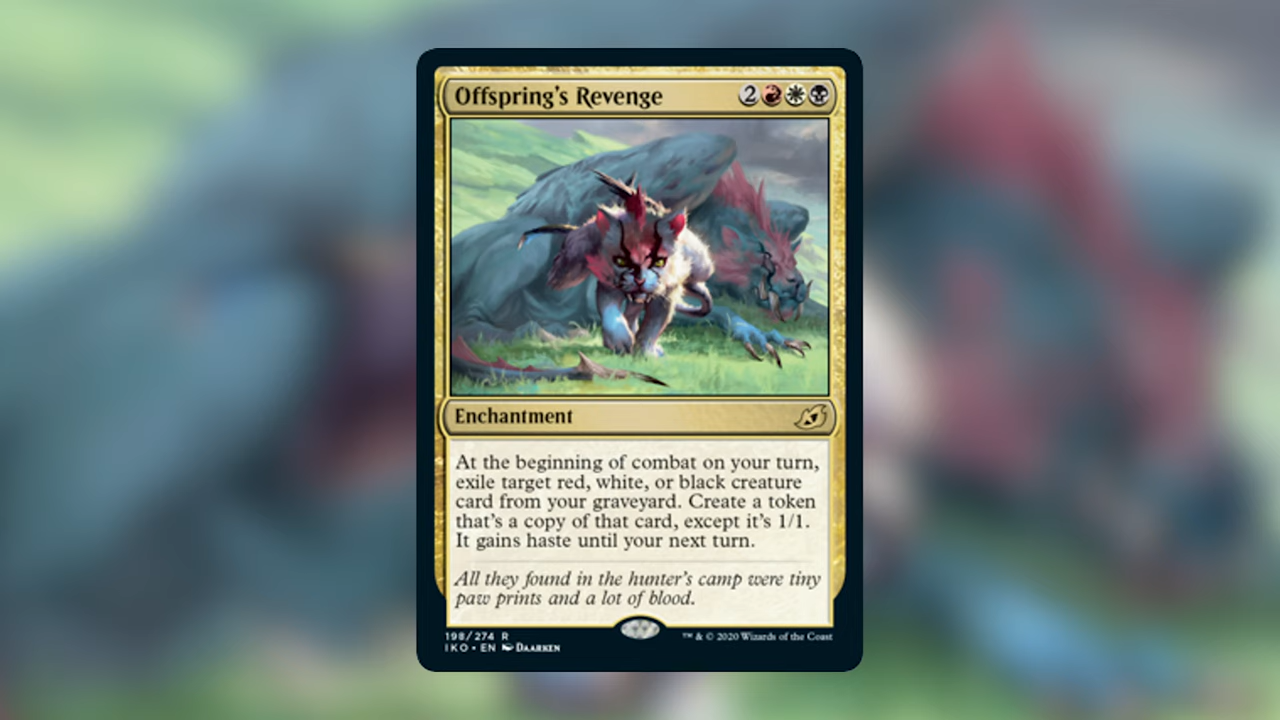 Offspring's Revenge 2
Enchantment
At the beginning of combat on your turn,
exile target red, white, or black creature
card from your graveyard. Create a token
that's a copy of that card, except it's 1/1.
It gains haste until your next turn.
All they found in the hunter's camp were tiny
paw prints and a lot of blood.
198/274 R ™ & © 2020 Wizards of the Coast
IKO • EN DAARKEN